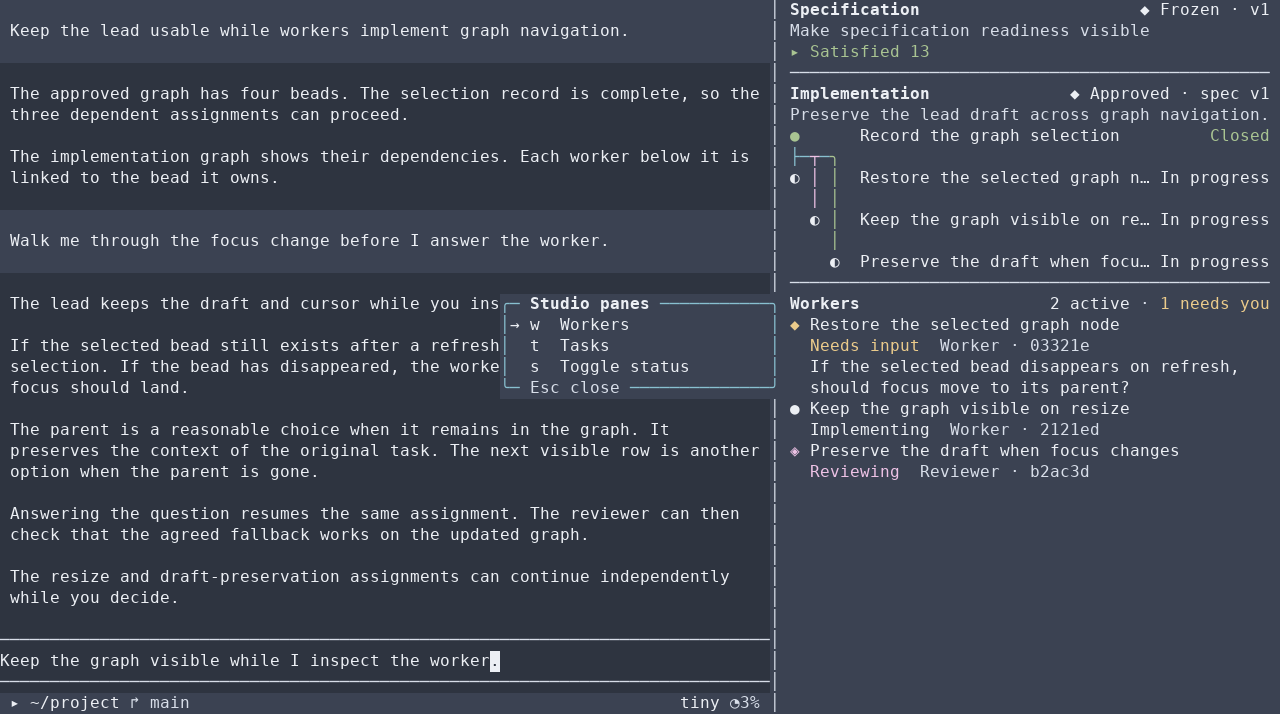 Keep the lead usable while workers implement graph navigation.
The approved graph has four beads. The selection record is complete, so the
three dependent assignments can proceed.
The implementation graph shows their dependencies. Each worker below it is
linked to the bead it owns.
Walk me through the focus change before I answer the worker.
The lead keeps the draft and cursor while you ins
If the selected bead still exists after a refresh
selection. If the bead has disappeared, the worke
focus should land.
The parent is a reasonable choice when it remains in the graph. It
preserves the context of the original task. The next visible row is another
option when the parent is gone.
Answering the question resumes the same assignment. The reviewer can then
check that the agreed fallback works on the updated graph.
The resize and draft-preservation assignments can continue independently
while you decide.
Keep the graph visible while I inspect the worker.
▸ ~/project ↱ main tiny ◔3%
Studio panes
→ w Workers
t Tasks
s Toggle status
Esc close
Specification ◆ Frozen · v1
Make specification readiness visible
▸ Satisfied 13
Implementation ◆ Approved · spec v1
Preserve the lead draft across graph navigation.
● Record the graph selection Closed
◐ Restore the selected graph n… In progress
◐ Keep the graph visible on re… In progress
◐ Preserve the draft when focu… In progress
Workers 2 active · 1 needs you
◆ Restore the selected graph node
Needs input Worker · 03321e
If the selected bead disappears on refresh,
should focus move to its parent?
● Keep the graph visible on resize
Implementing Worker · 2121ed
◈ Preserve the draft when focus changes
Reviewing Reviewer · b2ac3d